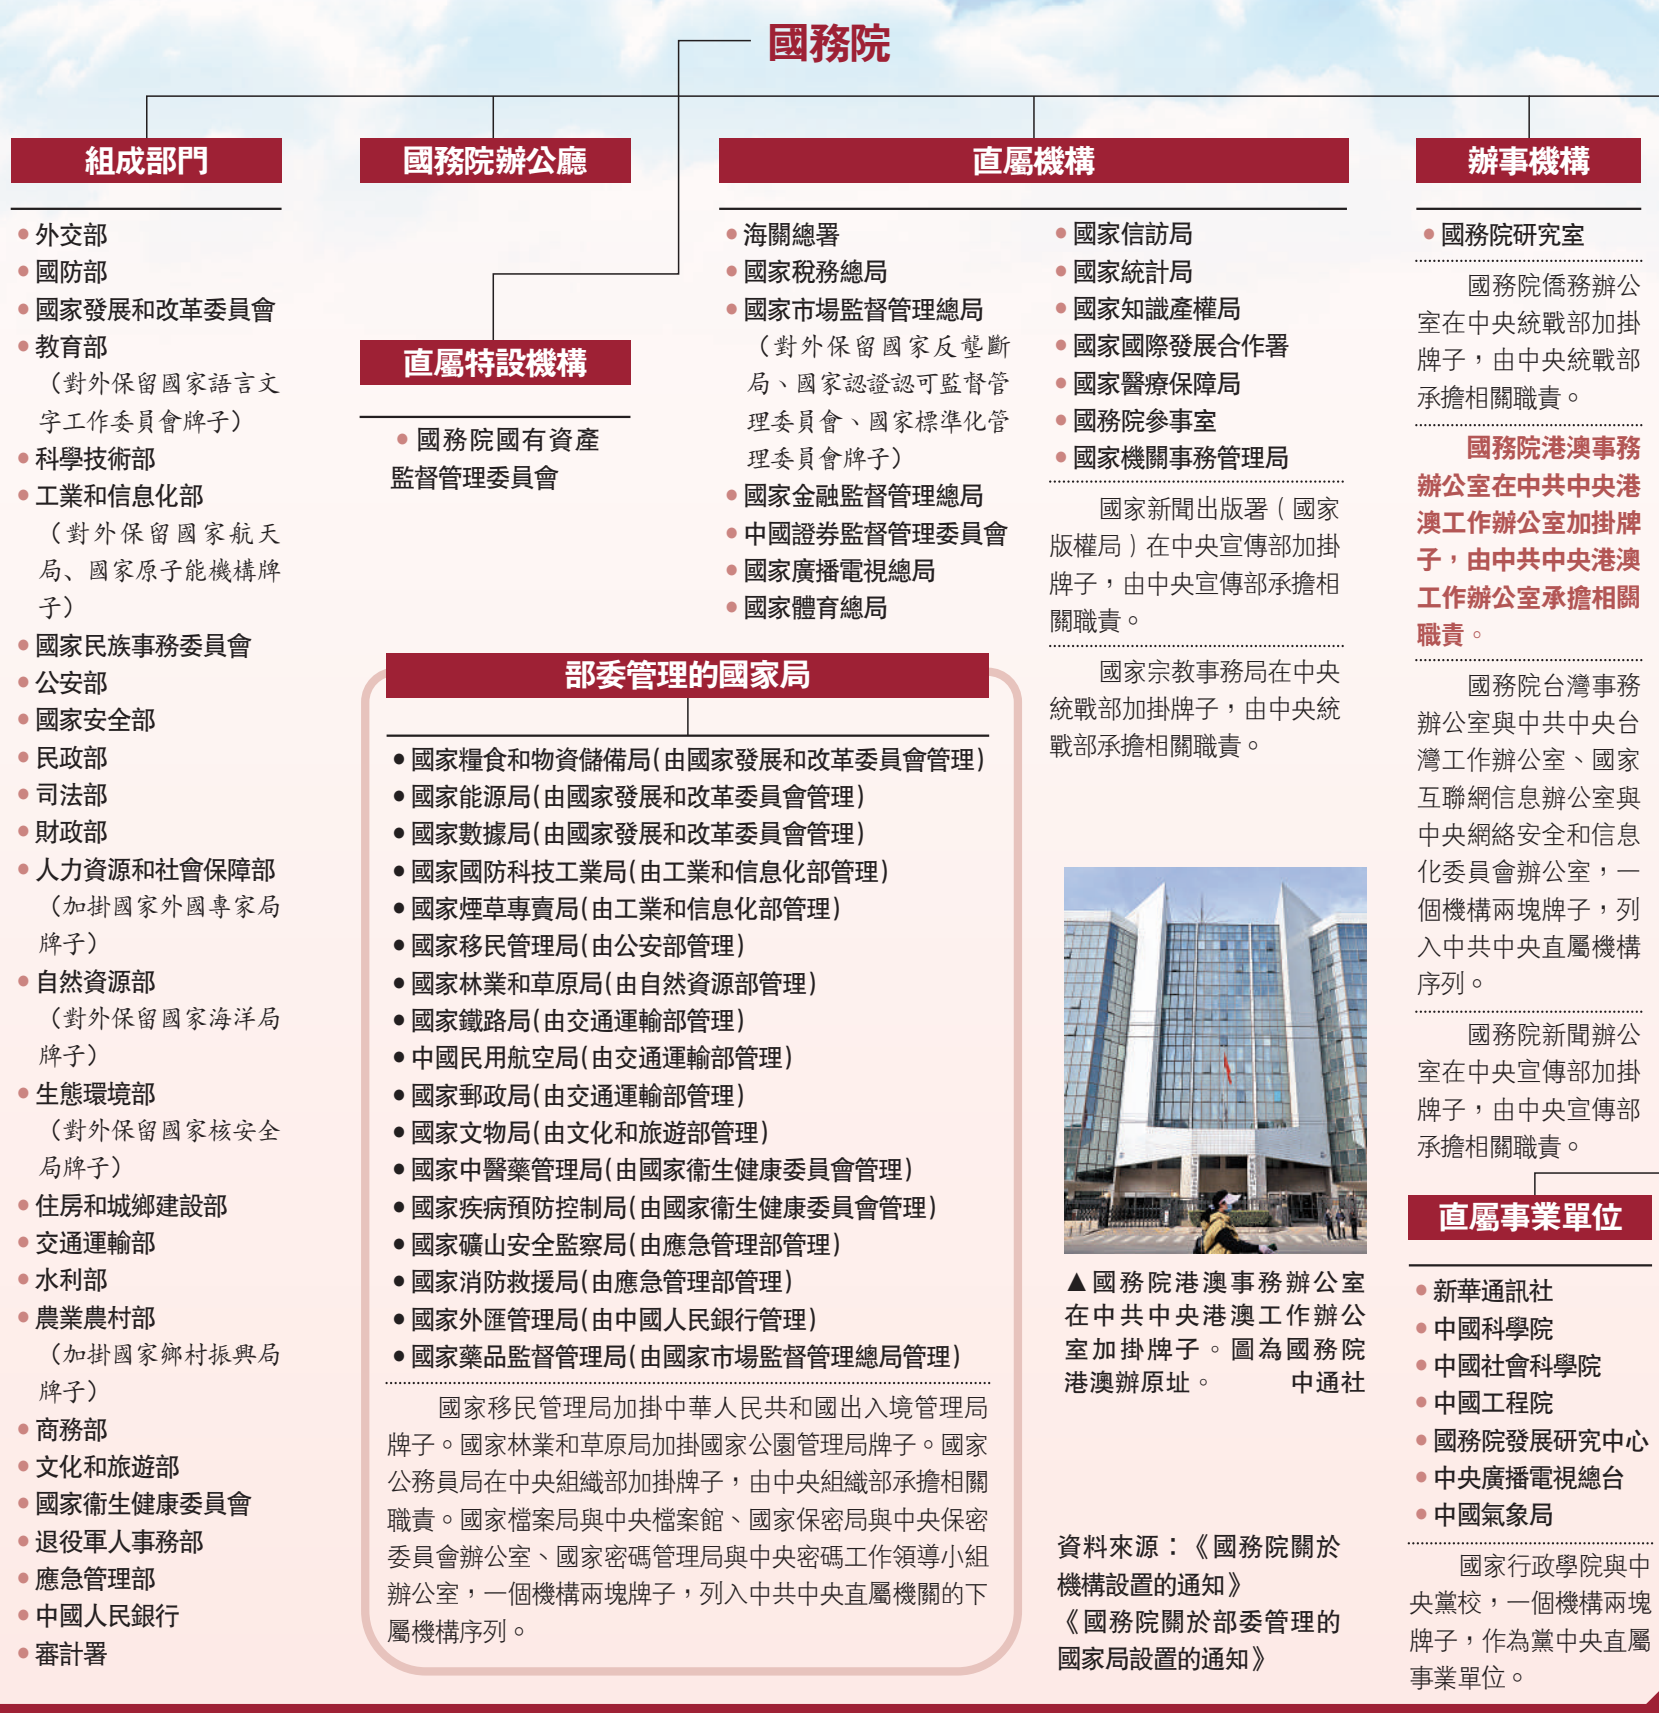 國務院
組成部門
● 外交部
● 國防部
● 國家發展和改革委員會
● 教育部
（對外保留國家語言文
字工作委員會牌子）
● 科學技術部
● 工業和信息化部
（對外保留國家航天
局、國家原子能機構牌
子）
● 國家民族事務委員會
● 公安部
● 國家安全部
● 民政部
● 司法部
● 財政部
● 人力資源和社會保障部
（加掛國家外國專家局
牌子）
● 自然資源部
（對外保留國家海洋局
牌子）
● 生態環境部
（對外保留國家核安全
局牌子）
● 住房和城鄉建設部
● 交通運輸部
● 水利部
● 農業農村部
（加掛國家鄉村振興局
牌子）
● 商務部
● 文化和旅遊部
● 國家衞生健康委員會
● 退役軍人事務部
● 應急管理部
● 中國人民銀行
● 審計署
國務院辦公廳
直屬特設機構
● 國務院國有資產
監督管理委員會
直屬機構
● 海關總署
● 國家稅務總局
● 國家市場監督管理總局
（對外保留國家反壟斷
局、國家認證認可監督管
理委員會、國家標準化管
理委員會牌子）
● 國家金融監督管理總局
● 中國證券監督管理委員會
● 國家廣播電視總局
● 國家體育總局
● 國家信訪局
● 國家統計局
● 國家知識產權局
● 國家國際發展合作署
● 國家醫療保障局
● 國務院參事室
● 國家機關事務管理局
國家新聞出版署（國家
版權局）在中央宣傳部加掛
牌子，由中央宣傳部承擔相
關職責。
國家宗教事務局在中央
統戰部加掛牌子，由中央統
戰部承擔相關職責。
部委管理的國家局
● 國家糧食和物資儲備局(由國家發展和改革委員會管理)
● 國家能源局(由國家發展和改革委員會管理)
● 國家數據局(由國家發展和改革委員會管理)
● 國家國防科技工業局(由工業和信息化部管理)
● 國家煙草專賣局(由工業和信息化部管理)
● 國家移民管理局(由公安部管理)
● 國家林業和草原局(由自然資源部管理)
● 國家鐵路局(由交通運輸部管理)
● 中國民用航空局(由交通運輸部管理)
● 國家郵政局(由交通運輸部管理)
● 國家文物局(由文化和旅遊部管理)
● 國家中醫藥管理局(由國家衞生健康委員會管理)
● 國家疾病預防控制局(由國家衞生健康委員會管理)
● 國家礦山安全監察局(由應急管理部管理)
● 國家消防救援局(由應急管理部管理)
● 國家外匯管理局(由中國人民銀行管理)
● 國家藥品監督管理局(由國家市場監督管理總局管理)
國家移民管理局加掛中華人民共和國出入境管理局
牌子。國家林業和草原局加掛國家公園管理局牌子。國家
公務員局在中央組織部加掛牌子，由中央組織部承擔相關
職責。國家檔案局與中央檔案館、國家保密局與中央保密
委員會辦公室、國家密碼管理局與中央密碼工作領導小組
辦公室，一個機構兩塊牌子，列入中共中央直屬機關的下
屬機構序列。
▲國務院港澳事務辦公室
在中共中央港澳工作辦公
室加掛牌子。圖為國務院
港澳辦原址。 中通社
資料來源：《國務院關於
機構設置的通知》
《國務院關於部委管理的
國家局設置的通知》
辦事機構
● 國務院研究室
國務院僑務辦公
室在中央統戰部加掛
牌子，由中央統戰部
承擔相關職責。
國務院港澳事務
辦公室在中共中央港
澳工作辦公室加掛牌
子，由中共中央港澳
工作辦公室承擔相關
職責。
國務院台灣事務
辦公室與中共中央台
灣工作辦公室、國家
互聯網信息辦公室與
中央網絡安全和信息
化委員會辦公室，一
個機構兩塊牌子，列
入中共中央直屬機構
序列。
國務院新聞辦公
室在中央宣傳部加掛
牌子，由中央宣傳部
承擔相關職責。
直屬事業單位
● 新華通訊社
● 中國科學院
● 中國社會科學院
● 中國工程院
● 國務院發展研究中心
● 中央廣播電視總台
● 中國氣象局
國家行政學院與中
央黨校，一個機構兩塊
牌子，作為黨中央直屬
事業單位。